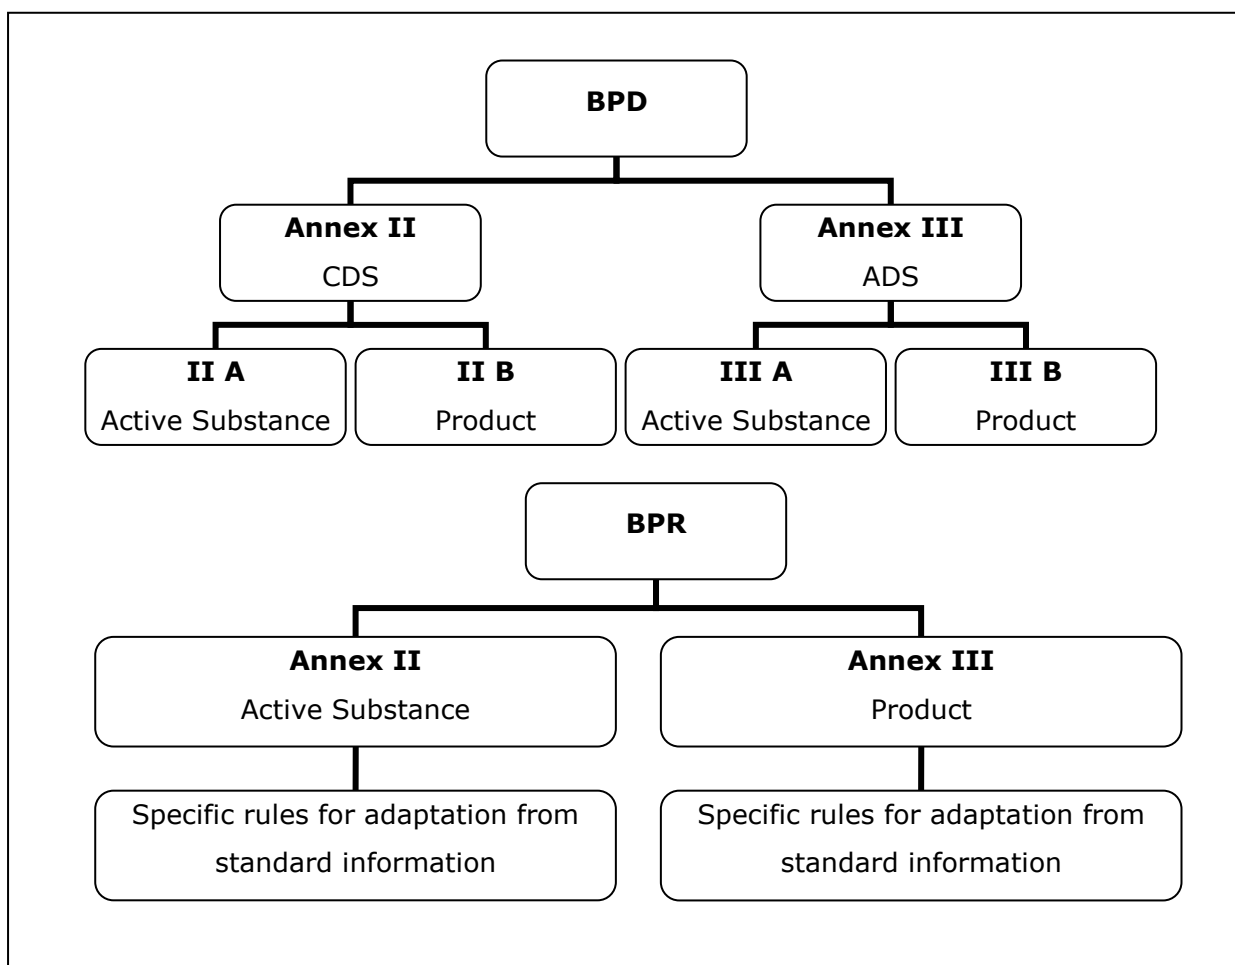 BPD
Annex II
CDS
Annex III
ADS
II A
Active Substance
II B
Product
III A
Active Substance
III B
Product
BPR
Annex II
Active Substance
Annex III
Product
Specific rules for adaptation from
standard information
Specific rules for adaptation from
standard information